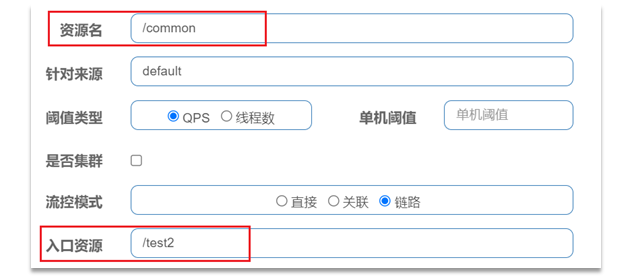 资源名 /common
针对来源 default
阈值类型 QPS 线程数 单机阈值 单机阈值
是否集群
流控模式 直接 关联 链路
入口资源 /test2